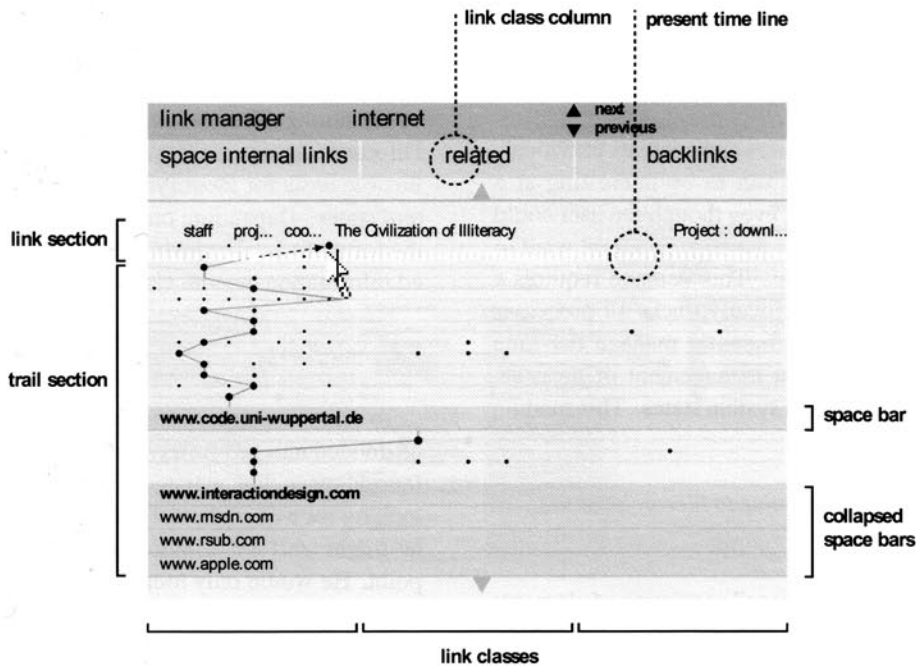 link class column
present time line
link manager
internet
▲ next
▼ previous
space internal links
related
backlinks
link section
staff proj... coo... The Civilization of Illiteracy
Project : downl...
trail section
www.code.uni-wuppertal.de
space bar
www.interactiondesign.com
www.msdn.com
www.rsub.com
www.apple.com
collapsed
space bars
link classes